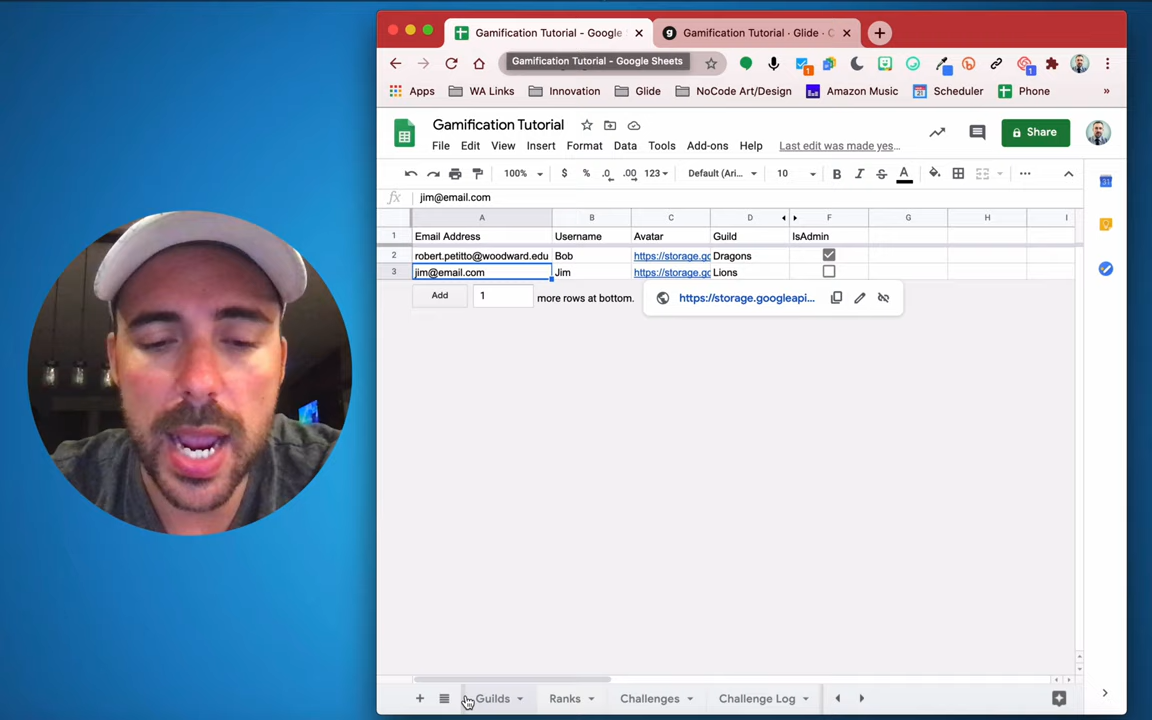 Gamification Tutorial - Google
Gamification Tutorial · Glide · C
Gamification Tutorial - Google Sheets
1
1
Apps
WA Links
Innovation
Glide
NoCode Art/Design
Amazon Music
Scheduler
Phone
»
Gamification Tutorial
Share
File Edit View Insert Format Data Tools Add-ons Help Last edit was made yes...
100% $ % .0 .00 123 Default (Ari... 10 B I S A
fx jim@email.com
A B C D F G H I
1 Email Address Username Avatar Guild IsAdmin
2 robert.petitto@woodward.edu Bob https://storage.gc Dragons
3 jim@email.com Jim https://storage.gc Lions
Add 1 more rows at bottom.
https://storage.googleapi...
Guilds Ranks Challenges Challenge Log
31